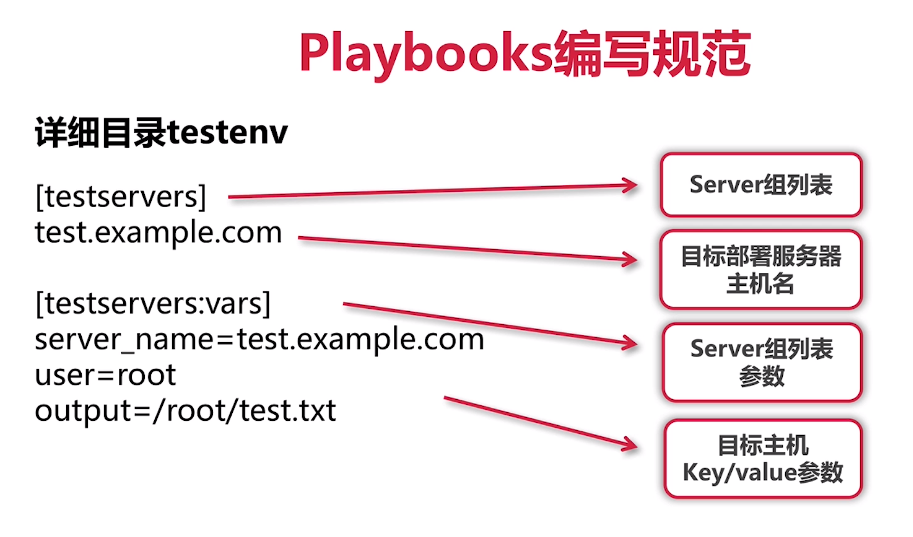 Playbooks编写规范
详细目录testenv
[testservers]
test.example.com
[testservers:vars]
server_name=test.example.com
user=root
output=/root/test.txt
Server组列表
目标部署服务器
主机名
Server组列表
参数
目标主机
Key/value参数